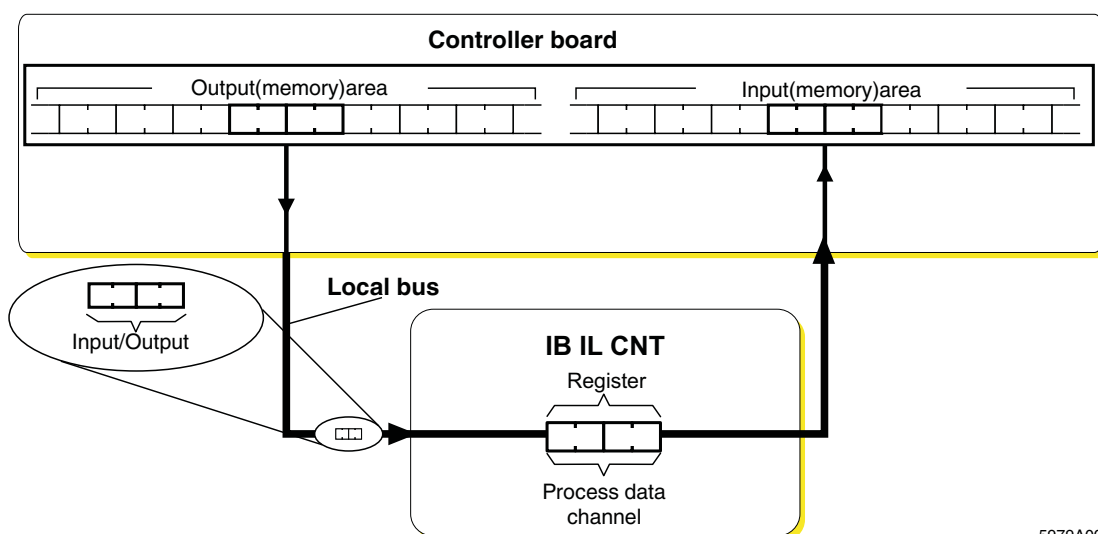 Controller board
Output(memory)area
Input(memory)area
Local bus
Input/Output
IB IL CNT
Register
Process data
channel